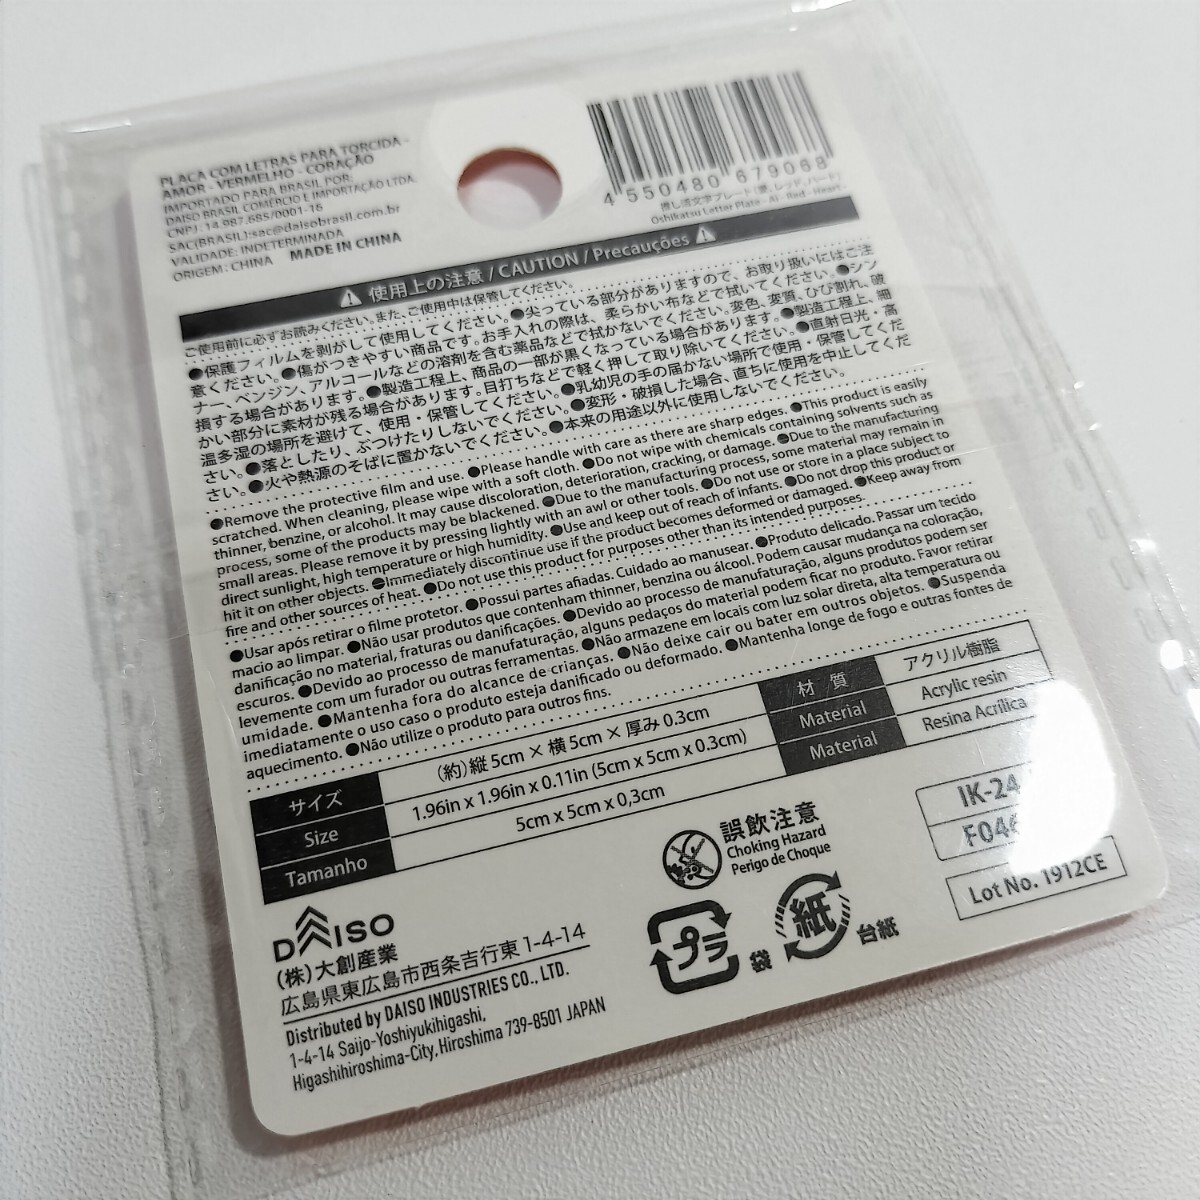 PLACA COM LETRAS PARA TORCIDA -
AMOR - VERMELHO - CORAÇÃO
IMPORTADO PARA BRASIL POR:
DAISO BRASIL COMÉRCIO E IMPORTAÇÃO LTDA.
CNPJ. 14.987.685/0001-16
SAC(BRASIL):sac@daisobrasil.com.br
VALIDADE: INDETERMINADA
ORIGEM: CHINA MADE IN CHINA
4 550480 679068
推し活文字プレート(愛、レッド、ハート)
Oshikatsu Letter Plate - Ai - Red - Heart -
使用上の注意 / CAUTION / Precauções
ご使用前に必ずお読みください。また、ご使用中は保管してください。
●保護フィルムを剥がして使用してください。●尖っている部分がありますので、お取り扱いにはご注
意ください。●傷がつきやすい商品です。お手入れの際は、柔らかい布などで拭いてください。●シン
ナー、ベンジン、アルコールなどの溶剤を含む薬品などで拭かないでください。変色、変質、ひび割れ、破
損する場合があります。●製造工程上、商品の一部が黒くなっている場合があります。●製造工程上、細
かい部分に素材が残る場合があります。目打ちなどで軽く押して取り除いてください。●直射日光・高
温多湿の場所を避けて、使用・保管してください。●乳幼児の手の届かない場所で使用・保管してくだ
さい。●落としたり、ぶつけたりしないでください。●変形・破損した場合、直ちに使用を中止してくだ
さい。●火や熱源のそばに置かないでください。●本来の用途以外に使用しないでください。
●Remove the protective film and use. ●Please handle with care as there are sharp edges. ●This product is easily
scratched. When cleaning, please wipe with a soft cloth. ●Do not wipe with chemicals containing solvents such as
thinner, benzine, or alcohol. It may cause discoloration, deterioration, cracking, or damage. ●Due to the manufacturing
process, some of the products may be blackened. ●Due to the manufacturing process, some material may remain in
small areas. Please remove it by pressing lightly with an awl or other tools. ●Do not use or store in a place subject to
direct sunlight, high temperature or high humidity. ●Use and keep out of reach of infants. ●Do not drop this product or
hit it on other objects. ●Immediately discontinue use if the product becomes deformed or damaged. ●Keep away from
fire and other sources of heat. ●Do not use this product for purposes other than its intended purposes.
●Usar após retirar o filme protetor. ●Possui partes afiadas. Cuidado ao manusear. ●Produto delicado. Passar um tecido
macio ao limpar. ●Não usar produtos que contenham thinner, benzina ou álcool. Podem causar mudança na coloração,
danificação no material, fraturas ou danificações. ●Devido ao processo de manufaturação, alguns produtos podem ser
escuros. ●Devido ao processo de manufaturação, alguns pedaços do material podem ficar no produto. Favor retirar
levemente com um furador ou outras ferramentas. ●Não armazene em locais com luz solar direta, alta temperatura ou
umidade. ●Mantenha fora do alcance de crianças. ●Não deixe cair ou bater em outros objetos. ●Suspenda
imediatamente o uso caso o produto esteja danificado ou deformado. ●Mantenha longe de fogo e outras fontes de
aquecimento. ●Não utilize o produto para outros fins.
サイズ (約)縦5cm × 横5cm × 厚み0.3cm 材質 アクリル樹脂
Size 1.96in x 1.96in x 0.11in (5cm x 5cm x 0.3cm) Material Acrylic resin
Tamanho 5cm x 5cm x 0,3cm Material Resina Acrílica
誤飲注意
Choking Hazard
Perigo de Choque
IK-24
F046
Lot No. 1912CE
プラ 袋
紙 台紙
DAISO
(株)大創産業
広島県東広島市西条吉行東1-4-14
Distributed by DAISO INDUSTRIES CO., LTD.
1-4-14 Saijo-Yoshiyukihigashi,
Higashihiroshima-City, Hiroshima 739-8501 JAPAN